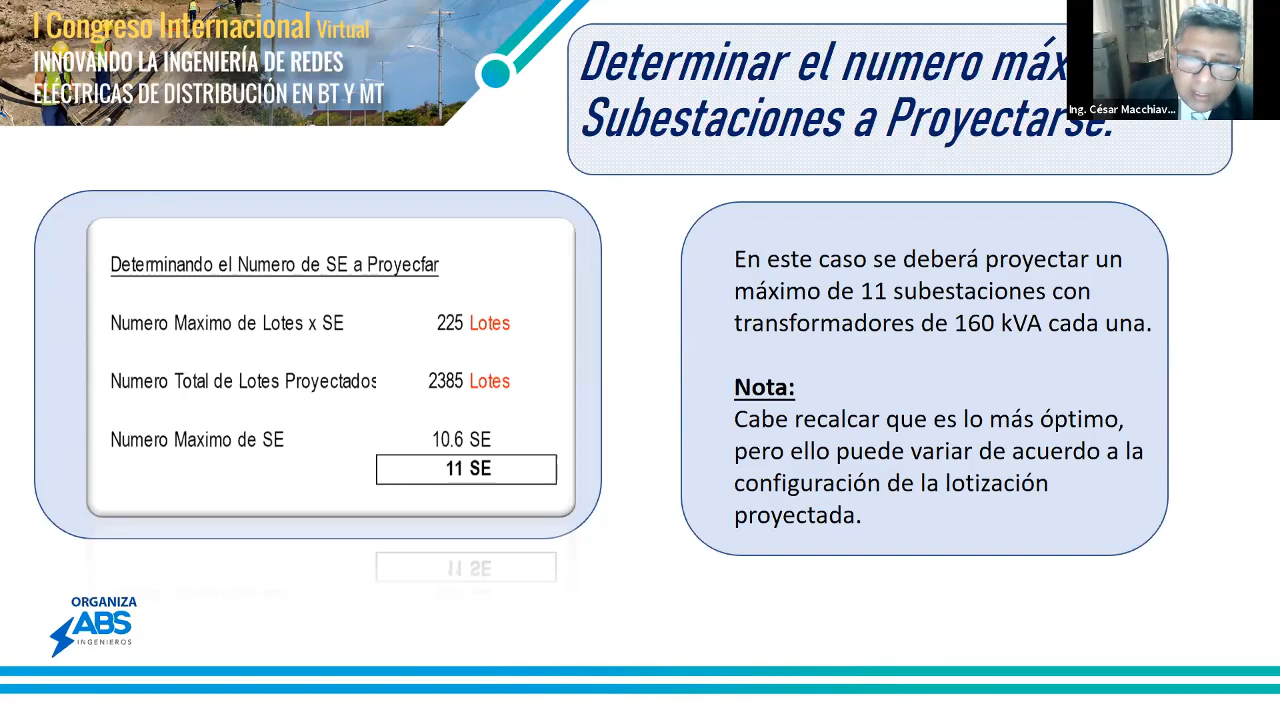 I Congreso Internacional Virtual
INNOVANDO LA INGENIERÍA DE REDES
ELÉCTRICAS DE DISTRIBUCIÓN EN BT Y MT
Determinar el numero máx
Subestaciones a Proyectarse.
Ing. César Macchiav...
Determinando el Numero de SE a Proyecfar
Numero Maximo de Lotes x SE 225 Lotes
Numero Total de Lotes Proyectados 2385 Lotes
Numero Maximo de SE 10.6 SE
11 SE
En este caso se deberá proyectar un
máximo de 11 subestaciones con
transformadores de 160 kVA cada una.
Nota:
Cabe recalcar que es lo más óptimo,
pero ello puede variar de acuerdo a la
configuración de la lotización
proyectada.
11 SE
ORGANIZA
ABS
INGENIEROS